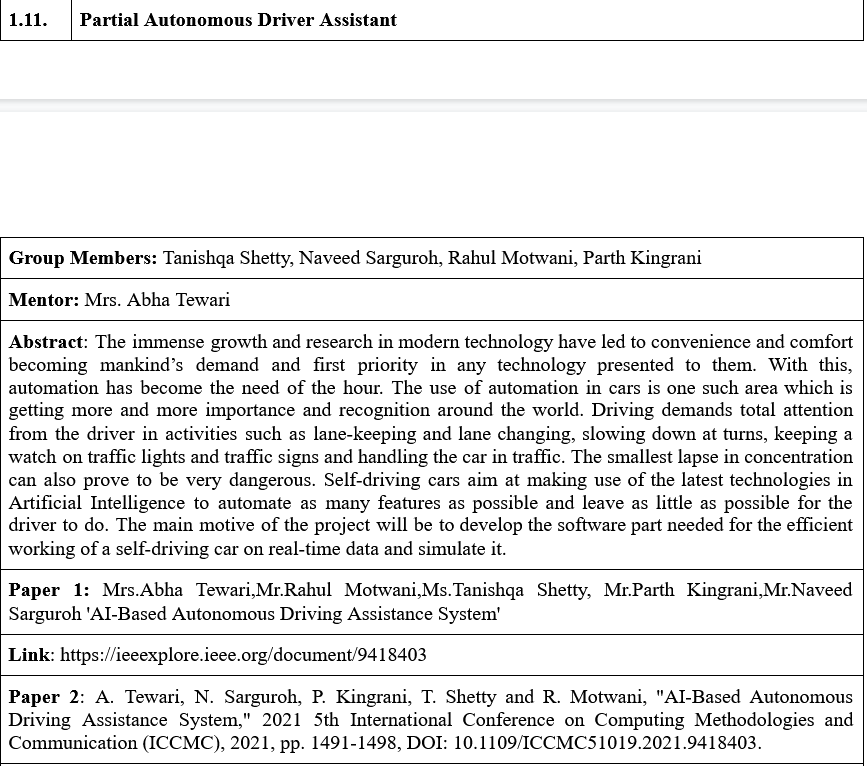 1.11. Partial Autonomous Driver Assistant
Group Members: Tanishqa Shetty, Naveed Sarguroh, Rahul Motwani, Parth Kingrani
Mentor: Mrs. Abha Tewari
Abstract: The immense growth and research in modern technology have led to convenience and comfort
becoming mankind’s demand and first priority in any technology presented to them. With this,
automation has become the need of the hour. The use of automation in cars is one such area which is
getting more and more importance and recognition around the world. Driving demands total attention
from the driver in activities such as lane-keeping and lane changing, slowing down at turns, keeping a
watch on traffic lights and traffic signs and handling the car in traffic. The smallest lapse in concentration
can also prove to be very dangerous. Self-driving cars aim at making use of the latest technologies in
Artificial Intelligence to automate as many features as possible and leave as little as possible for the
driver to do. The main motive of the project will be to develop the software part needed for the efficient
working of a self-driving car on real-time data and simulate it.
Paper 1: Mrs.Abha Tewari,Mr.Rahul Motwani,Ms.Tanishqa Shetty, Mr.Parth Kingrani,Mr.Naveed
Sarguroh 'AI-Based Autonomous Driving Assistance System'
Link: https://ieeexplore.ieee.org/document/9418403
Paper 2: A. Tewari, N. Sarguroh, P. Kingrani, T. Shetty and R. Motwani, "AI-Based Autonomous
Driving Assistance System," 2021 5th International Conference on Computing Methodologies and
Communication (ICCMC), 2021, pp. 1491-1498, DOI: 10.1109/ICCMC51019.2021.9418403.